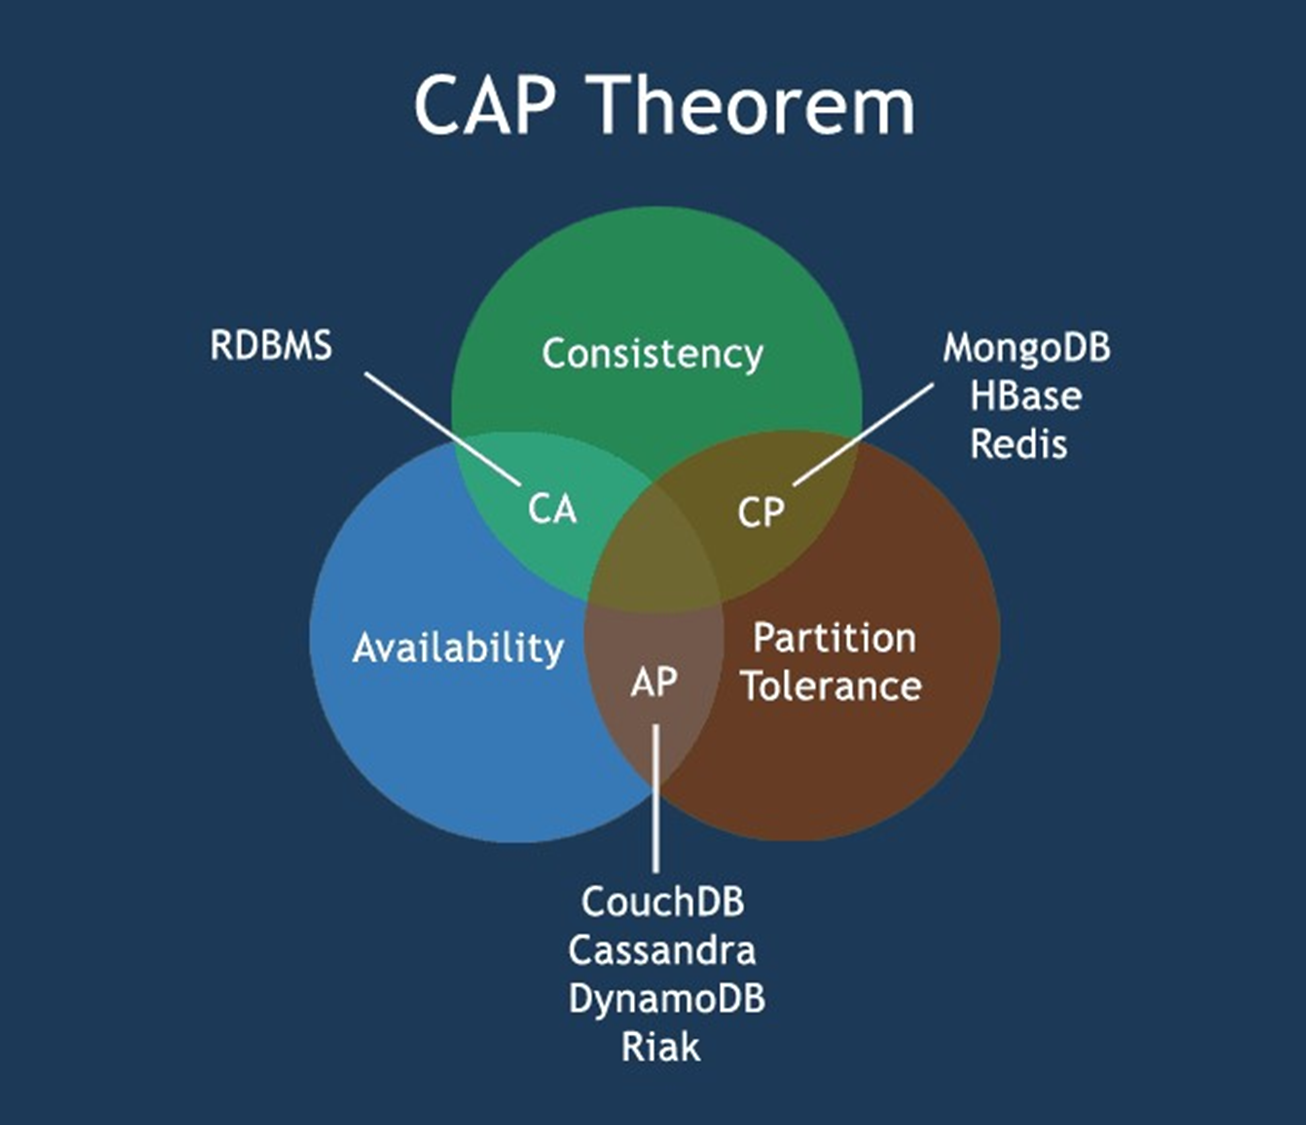 CAP Theorem
RDBMS
Consistency
MongoDB
HBase
Redis
CA
CP
Availability
Partition
Tolerance
AP
CouchDB
Cassandra
DynamoDB
Riak